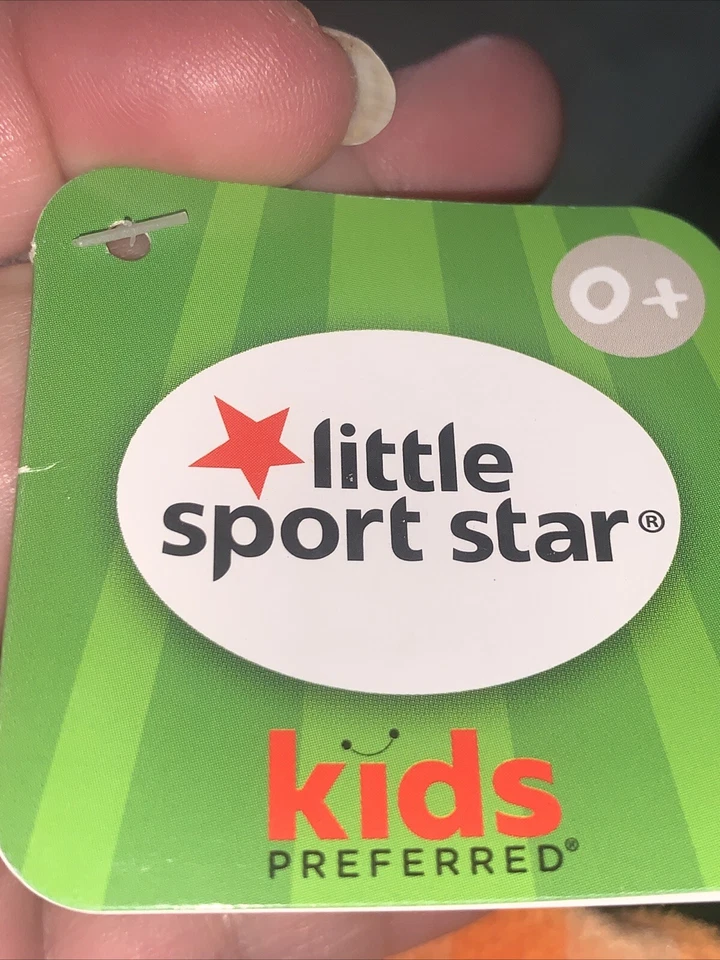 0+
little
sport star®
kids
PREFERRED®